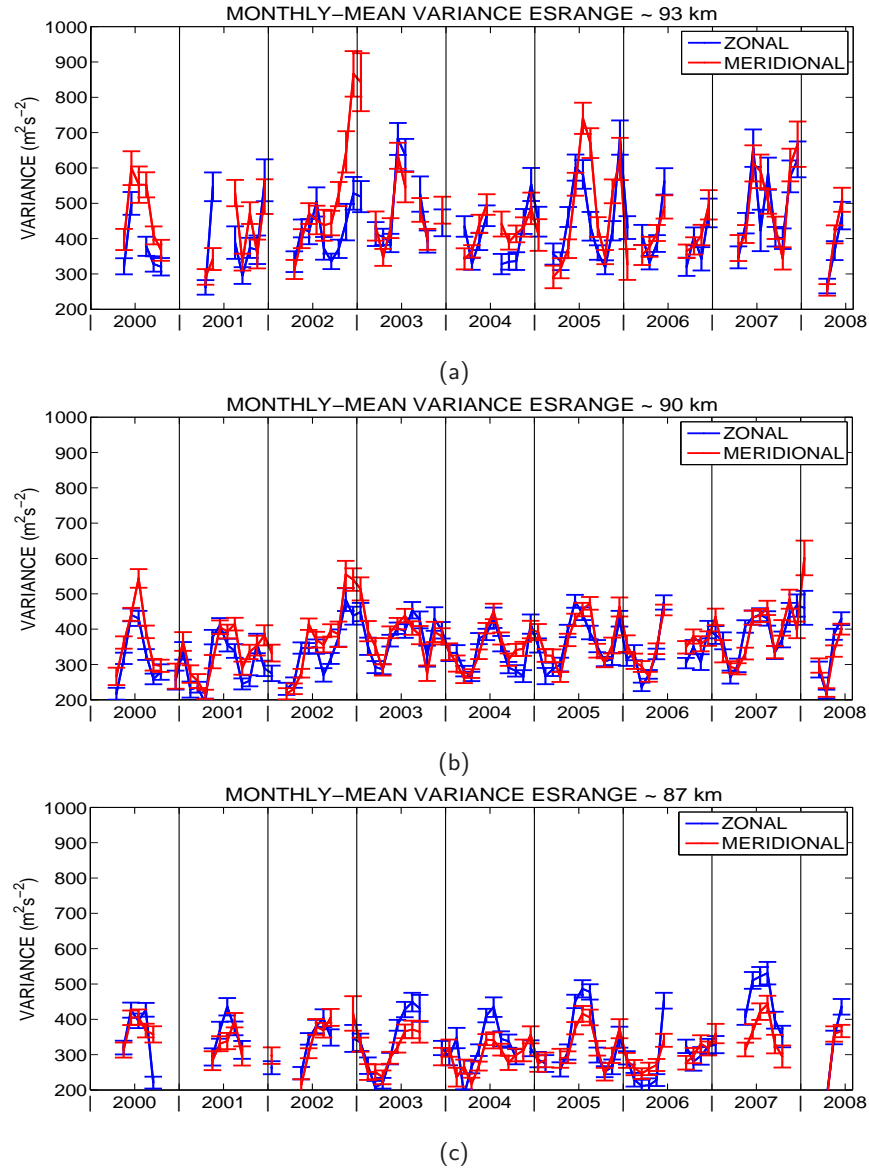 MONTHLY−MEAN VARIANCE ESRANGE ~ 93 km
1000
900
800
700
600
500
400
300
200
VARIANCE (m²s⁻²)
ZONAL
MERIDIONAL
2000 2001 2002 2003 2004 2005 2006 2007 2008
(a)
MONTHLY−MEAN VARIANCE ESRANGE ~ 90 km
1000
900
800
700
600
500
400
300
200
VARIANCE (m²s⁻²)
ZONAL
MERIDIONAL
2000 2001 2002 2003 2004 2005 2006 2007 2008
(b)
MONTHLY−MEAN VARIANCE ESRANGE ~ 87 km
1000
900
800
700
600
500
400
300
200
VARIANCE (m²s⁻²)
ZONAL
MERIDIONAL
2000 2001 2002 2003 2004 2005 2006 2007 2008
(c)